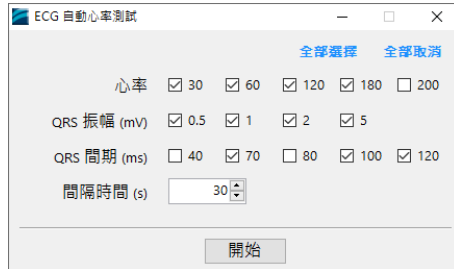 ECG 自動心率測試
全部選擇 全部取消
心率 30 60 120 180 200
QRS 振幅 (mV) 0.5 1 2 5
QRS 間期 (ms) 40 70 80 100 120
間隔時間 (s) 30
開始